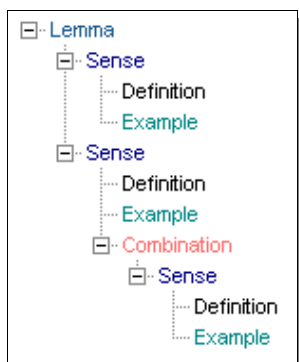 Lemma
Sense
Definition
Example
Sense
Definition
Example
Combination
Sense
Definition
Example